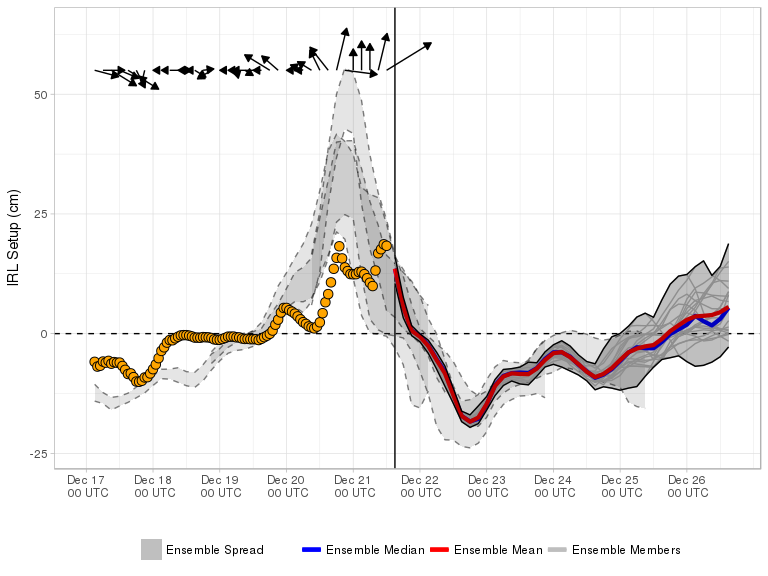 IRL Setup (cm)
50
25
0
-25
Dec 17 Dec 18 Dec 19 Dec 20 Dec 21 Dec 22 Dec 23 Dec 24 Dec 25 Dec 26
00 UTC 00 UTC 00 UTC 00 UTC 00 UTC 00 UTC 00 UTC 00 UTC 00 UTC 00 UTC
Ensemble Spread Ensemble Median Ensemble Mean Ensemble Members